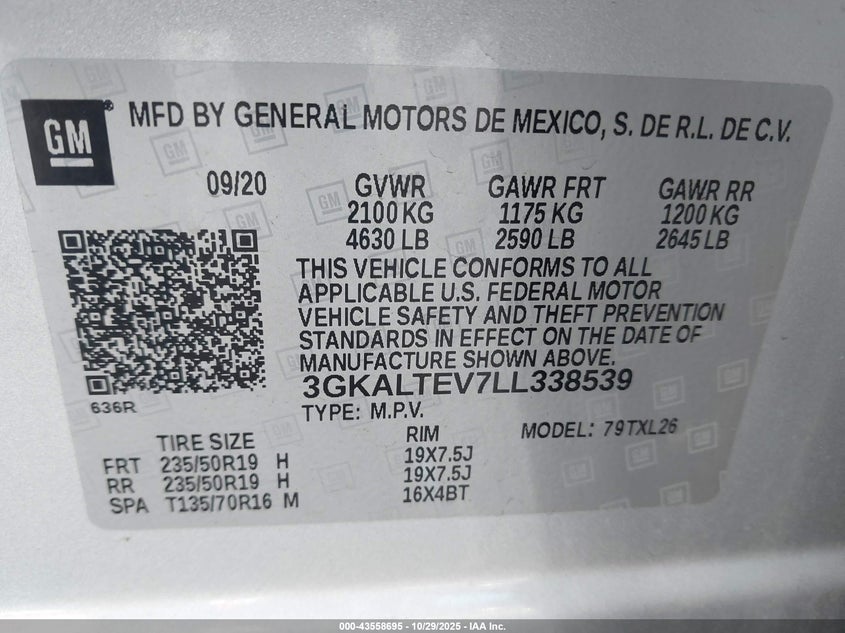 GM ® MFD BY GENERAL MOTORS DE MEXICO, S. DE R.L. DE C.V.
09/20 GVWR GAWR FRT GAWR RR
2100 KG 1175 KG 1200 KG
4630 LB 2590 LB 2645 LB
THIS VEHICLE CONFORMS TO ALL
APPLICABLE U.S. FEDERAL MOTOR
VEHICLE SAFETY AND THEFT PREVENTION
STANDARDS IN EFFECT ON THE DATE OF
MANUFACTURE SHOWN ABOVE.
3GKALTEV7LL338539
636R
TYPE: M.P.V.
TIRE SIZE RIM MODEL: 79TXL26
FRT 235/50R19 H 19X7.5J
RR 235/50R19 H 19X7.5J
SPA T135/70R16 M 16X4BT
000-43558695 - 10/29/2025 - IAA Inc.